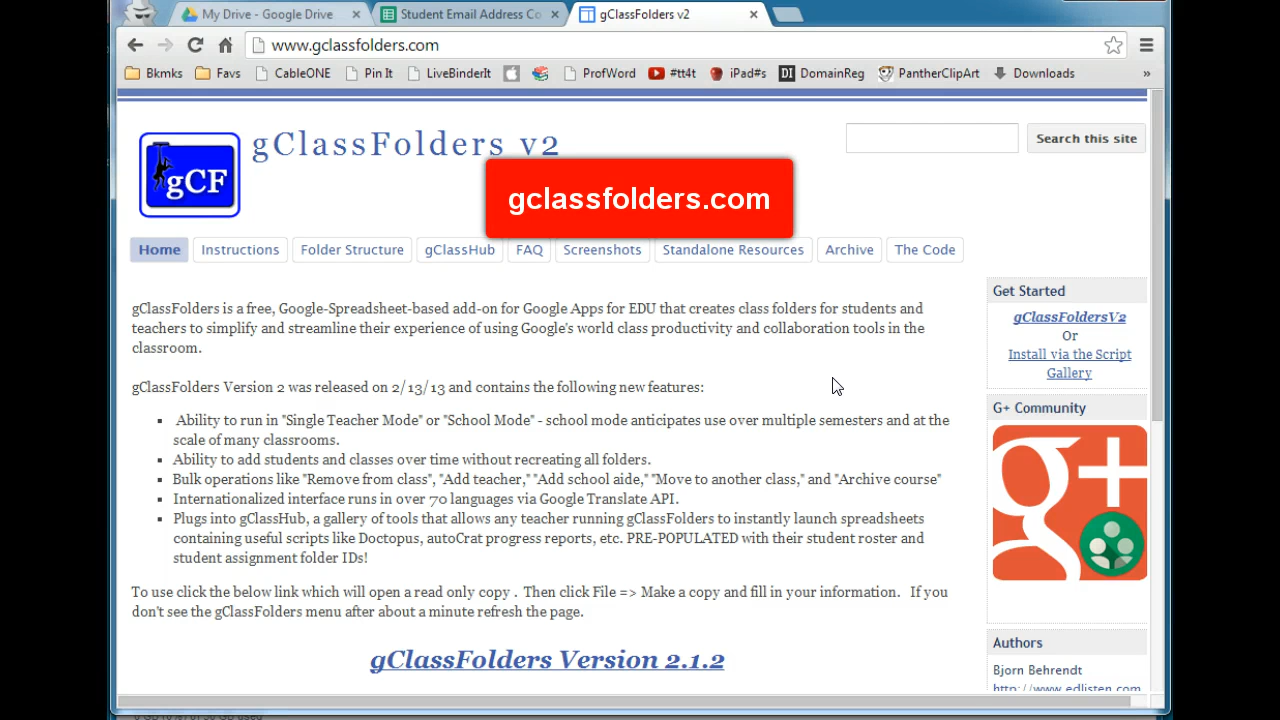 My Drive - Google Drive
Student Email Address Co
gClassFolders v2
www.gclassfolders.com
Bkmks
Favs
CableONE
Pin It
LiveBinderIt
ProfWord
#tt4t
iPad#s
DI DomainReg
PantherClipArt
Downloads
»
gCF
gClassFolders v2
Search this site
gclassfolders.com
Home
Instructions
Folder Structure
gClassHub
FAQ
Screenshots
Standalone Resources
Archive
The Code
gClassFolders is a free, Google-Spreadsheet-based add-on for Google Apps for EDU that creates class folders for students and
teachers to simplify and streamline their experience of using Google's world class productivity and collaboration tools in the
classroom.
gClassFolders Version 2 was released on 2/13/13 and contains the following new features:
Ability to run in "Single Teacher Mode" or "School Mode" - school mode anticipates use over multiple semesters and at the
scale of many classrooms.
Ability to add students and classes over time without recreating all folders.
Bulk operations like "Remove from class", "Add teacher," "Add school aide," "Move to another class," and "Archive course"
Internationalized interface runs in over 70 languages via Google Translate API.
Plugs into gClassHub, a gallery of tools that allows any teacher running gClassFolders to instantly launch spreadsheets
containing useful scripts like Doctopus, autoCrat progress reports, etc. PRE-POPULATED with their student roster and
student assignment folder IDs!
To use click the below link which will open a read only copy . Then click File => Make a copy and fill in your information. If you
don't see the gClassFolders menu after about a minute refresh the page.
gClassFolders Version 2.1.2
Get Started
gClassFoldersV2
Or
Install via the Script
Gallery
G+ Community
g+
Authors
Bjorn Behrendt
http://www.edlisten.com